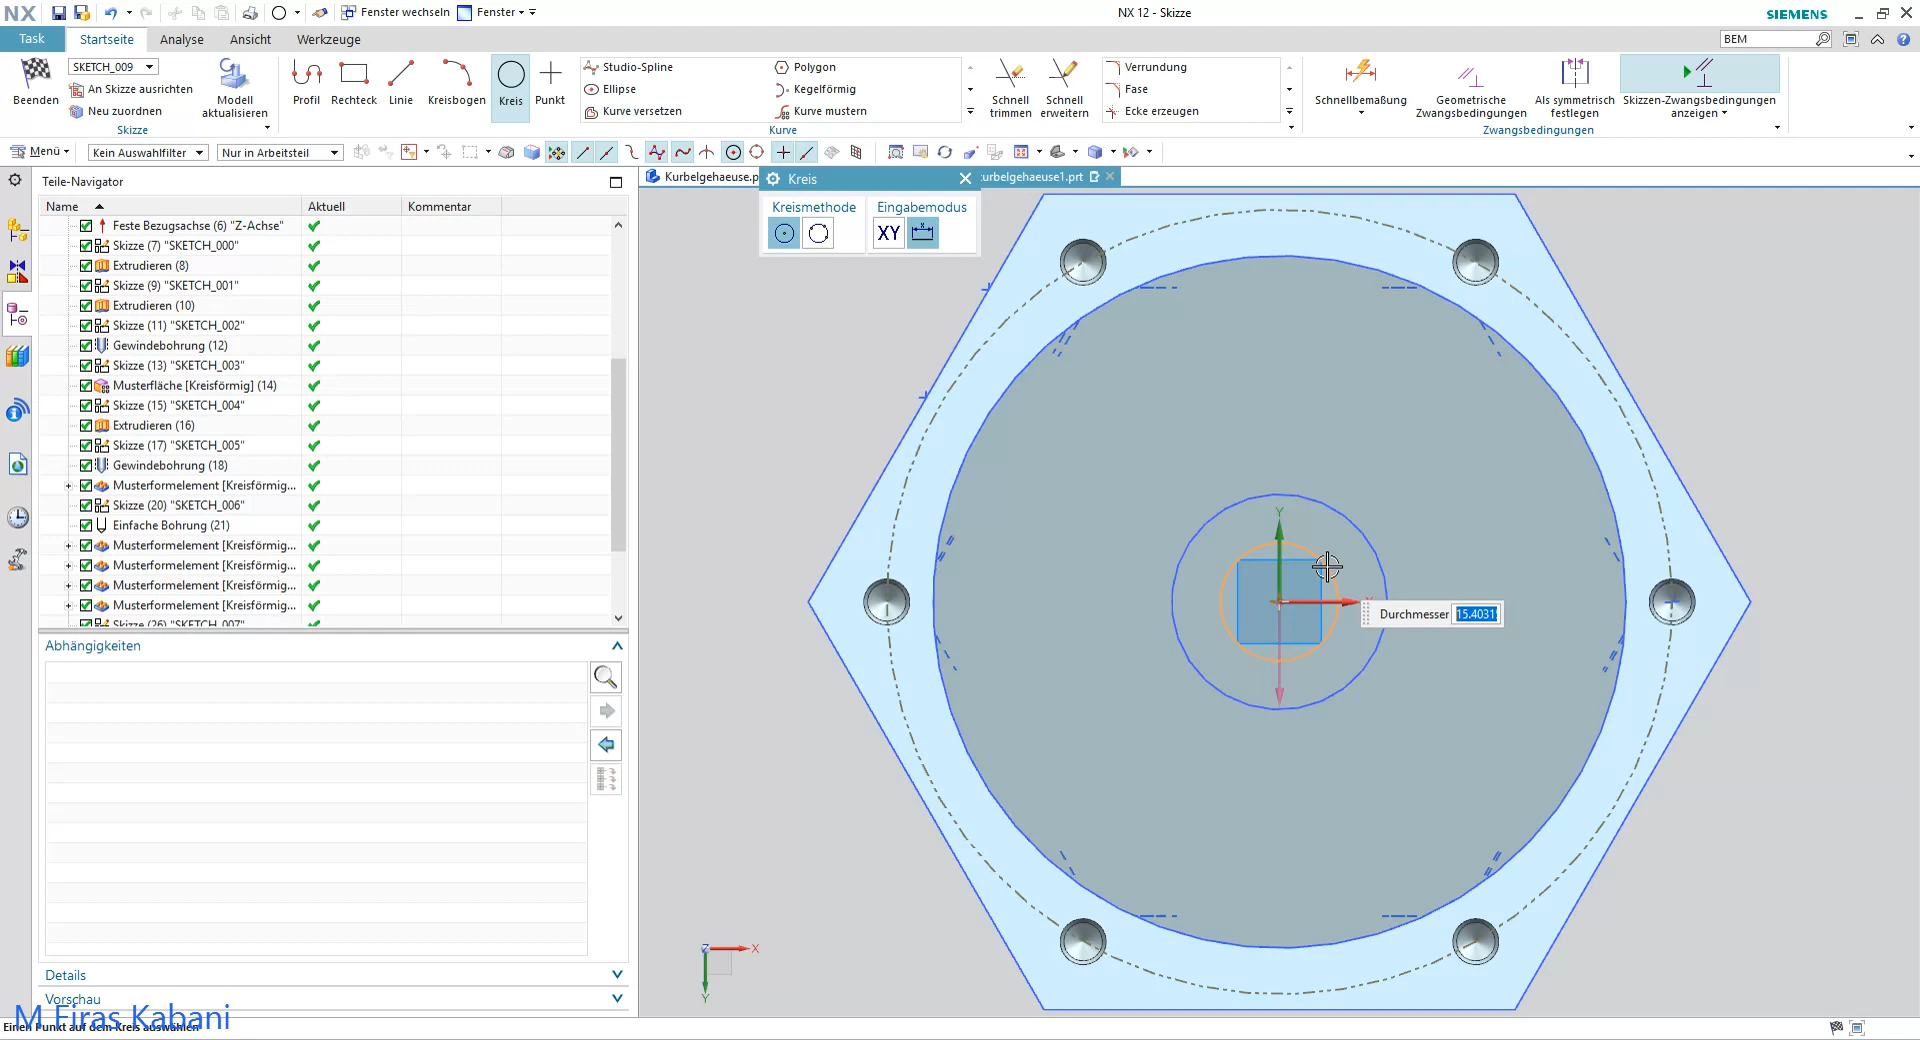 NX
Fenster wechseln
Fenster
NX 12 - Skizze
SIEMENS
Task
Startseite
Analyse
Ansicht
Werkzeuge
BEM
Beenden
SKETCH_009
An Skizze ausrichten
Neu zuordnen
Modell
aktualisieren
Skizze
Profil
Rechteck
Linie
Kreisbogen
Kreis
Punkt
Studio-Spline
Ellipse
Kurve versetzen
Polygon
Kegelförmig
Kurve mustern
Kurve
Schnell
trimmen
Schnell
erweitern
Verrundung
Fase
Ecke erzeugen
Schnellbemaßung
Geometrische
Zwangsbedingungen
Als symmetrisch
festlegen
Skizzen-Zwangsbedingungen
anzeigen
Zwangsbedingungen
Menü
Kein Auswahlfilter
Nur in Arbeitsteil
Teile-Navigator
Name
Aktuell
Kommentar
Feste Bezugsachse (6) "Z-Achse"
Skizze (7) "SKETCH_000"
Extrudieren (8)
Skizze (9) "SKETCH_001"
Extrudieren (10)
Skizze (11) "SKETCH_002"
Gewindebohrung (12)
Skizze (13) "SKETCH_003"
Musterfläche [Kreisförmig] (14)
Skizze (15) "SKETCH_004"
Extrudieren (16)
Skizze (17) "SKETCH_005"
Gewindebohrung (18)
Musterformelement [Kreisförmig...
Skizze (20) "SKETCH_006"
Einfache Bohrung (21)
Musterformelement [Kreisförmig...
Musterformelement [Kreisförmig...
Musterformelement [Kreisförmig...
Musterformelement [Kreisförmig...
Skizze (26) "SKETCH_007"
Abhängigkeiten
Details
Vorschau
M Firas Kabani
Einen Punkt auf dem Kreis auswählen
Kurbelgehaeuse.p
Kreis
urbelgehaeuse1.prt
Kreismethode
Eingabemodus
XY
Y
Durchmesser
15.4031
Z
X
Y